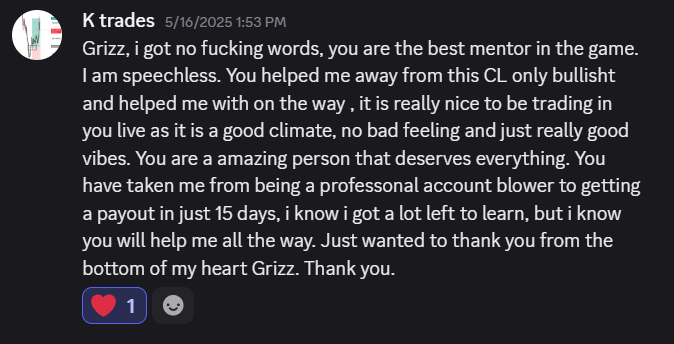 K trades 5/16/2025 1:53 PM
Grizz, i got no fucking words, you are the best mentor in the game.
I am speechless. You helped me away from this CL only bullisht
and helped me with on the way , it is really nice to be trading in
you live as it is a good climate, no bad feeling and just really good
vibes. You are a amazing person that deserves everything. You
have taken me from being a professonal account blower to getting
a payout in just 15 days, i know i got a lot left to learn, but i know
you will help me all the way. Just wanted to thank you from the
bottom of my heart Grizz. Thank you.
1